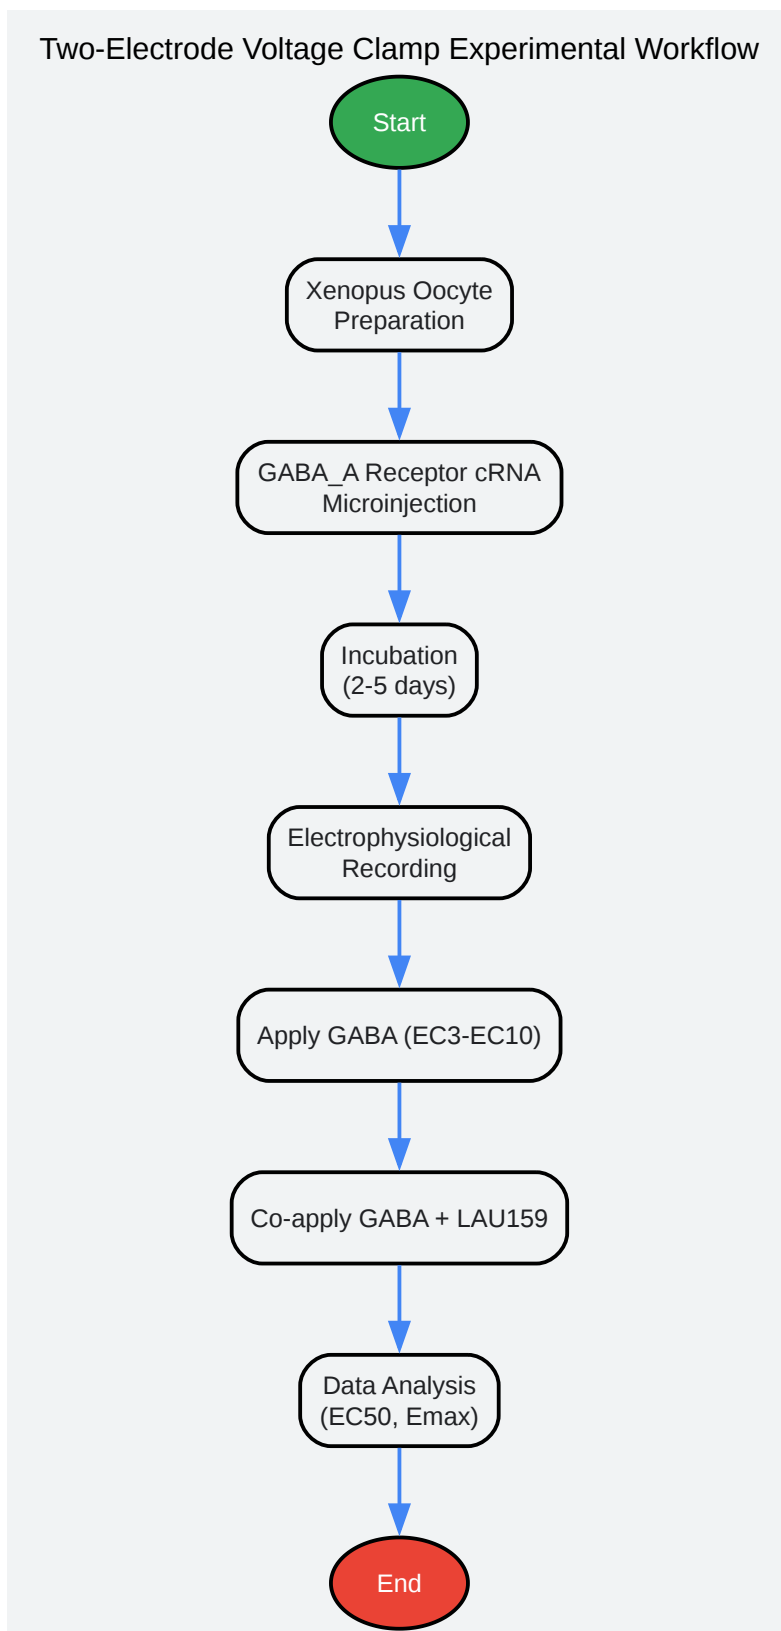 Two-Electrode Voltage Clamp Experimental Workflow
Start
Xenopus Oocyte
Preparation
GABA_A Receptor cRNA
Microinjection
Incubation
(2-5 days)
Electrophysiological
Recording
Apply GABA (EC3-EC10)
Co-apply GABA + LAU159
Data Analysis
(EC50, Emax)
End